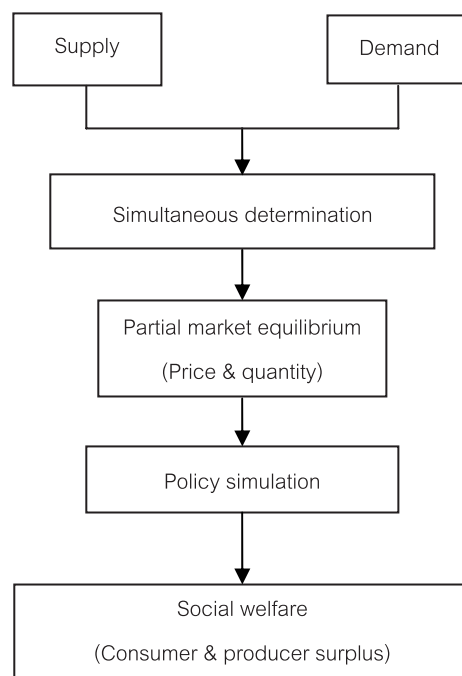 Supply
Demand
Simultaneous determination
Partial market equilibrium
(Price & quantity)
Policy simulation
Social welfare
(Consumer & producer surplus)